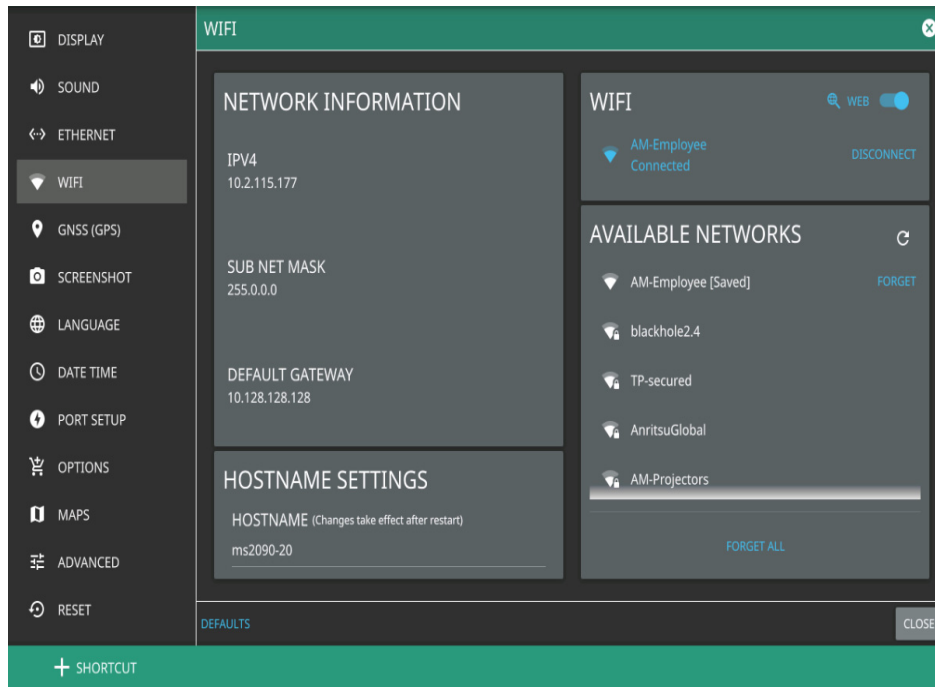 DISPLAY
SOUND
ETHERNET
WIFI
GNSS (GPS)
SCREENSHOT
LANGUAGE
DATE TIME
PORT SETUP
OPTIONS
MAPS
ADVANCED
RESET
WIFI
NETWORK INFORMATION
IPV4
10.2.115.177
SUB NET MASK
255.0.0.0
DEFAULT GATEWAY
10.128.128.128
HOSTNAME SETTINGS
HOSTNAME (Changes take effect after restart)
ms2090-20
WIFI WEB
AM-Employee
Connected
DISCONNECT
AVAILABLE NETWORKS
AM-Employee [Saved] FORGET
blackhole2.4
TP-secured
AnritsuGlobal
AM-Projectors
FORGET ALL
DEFAULTS CLOSE
SHORTCUT